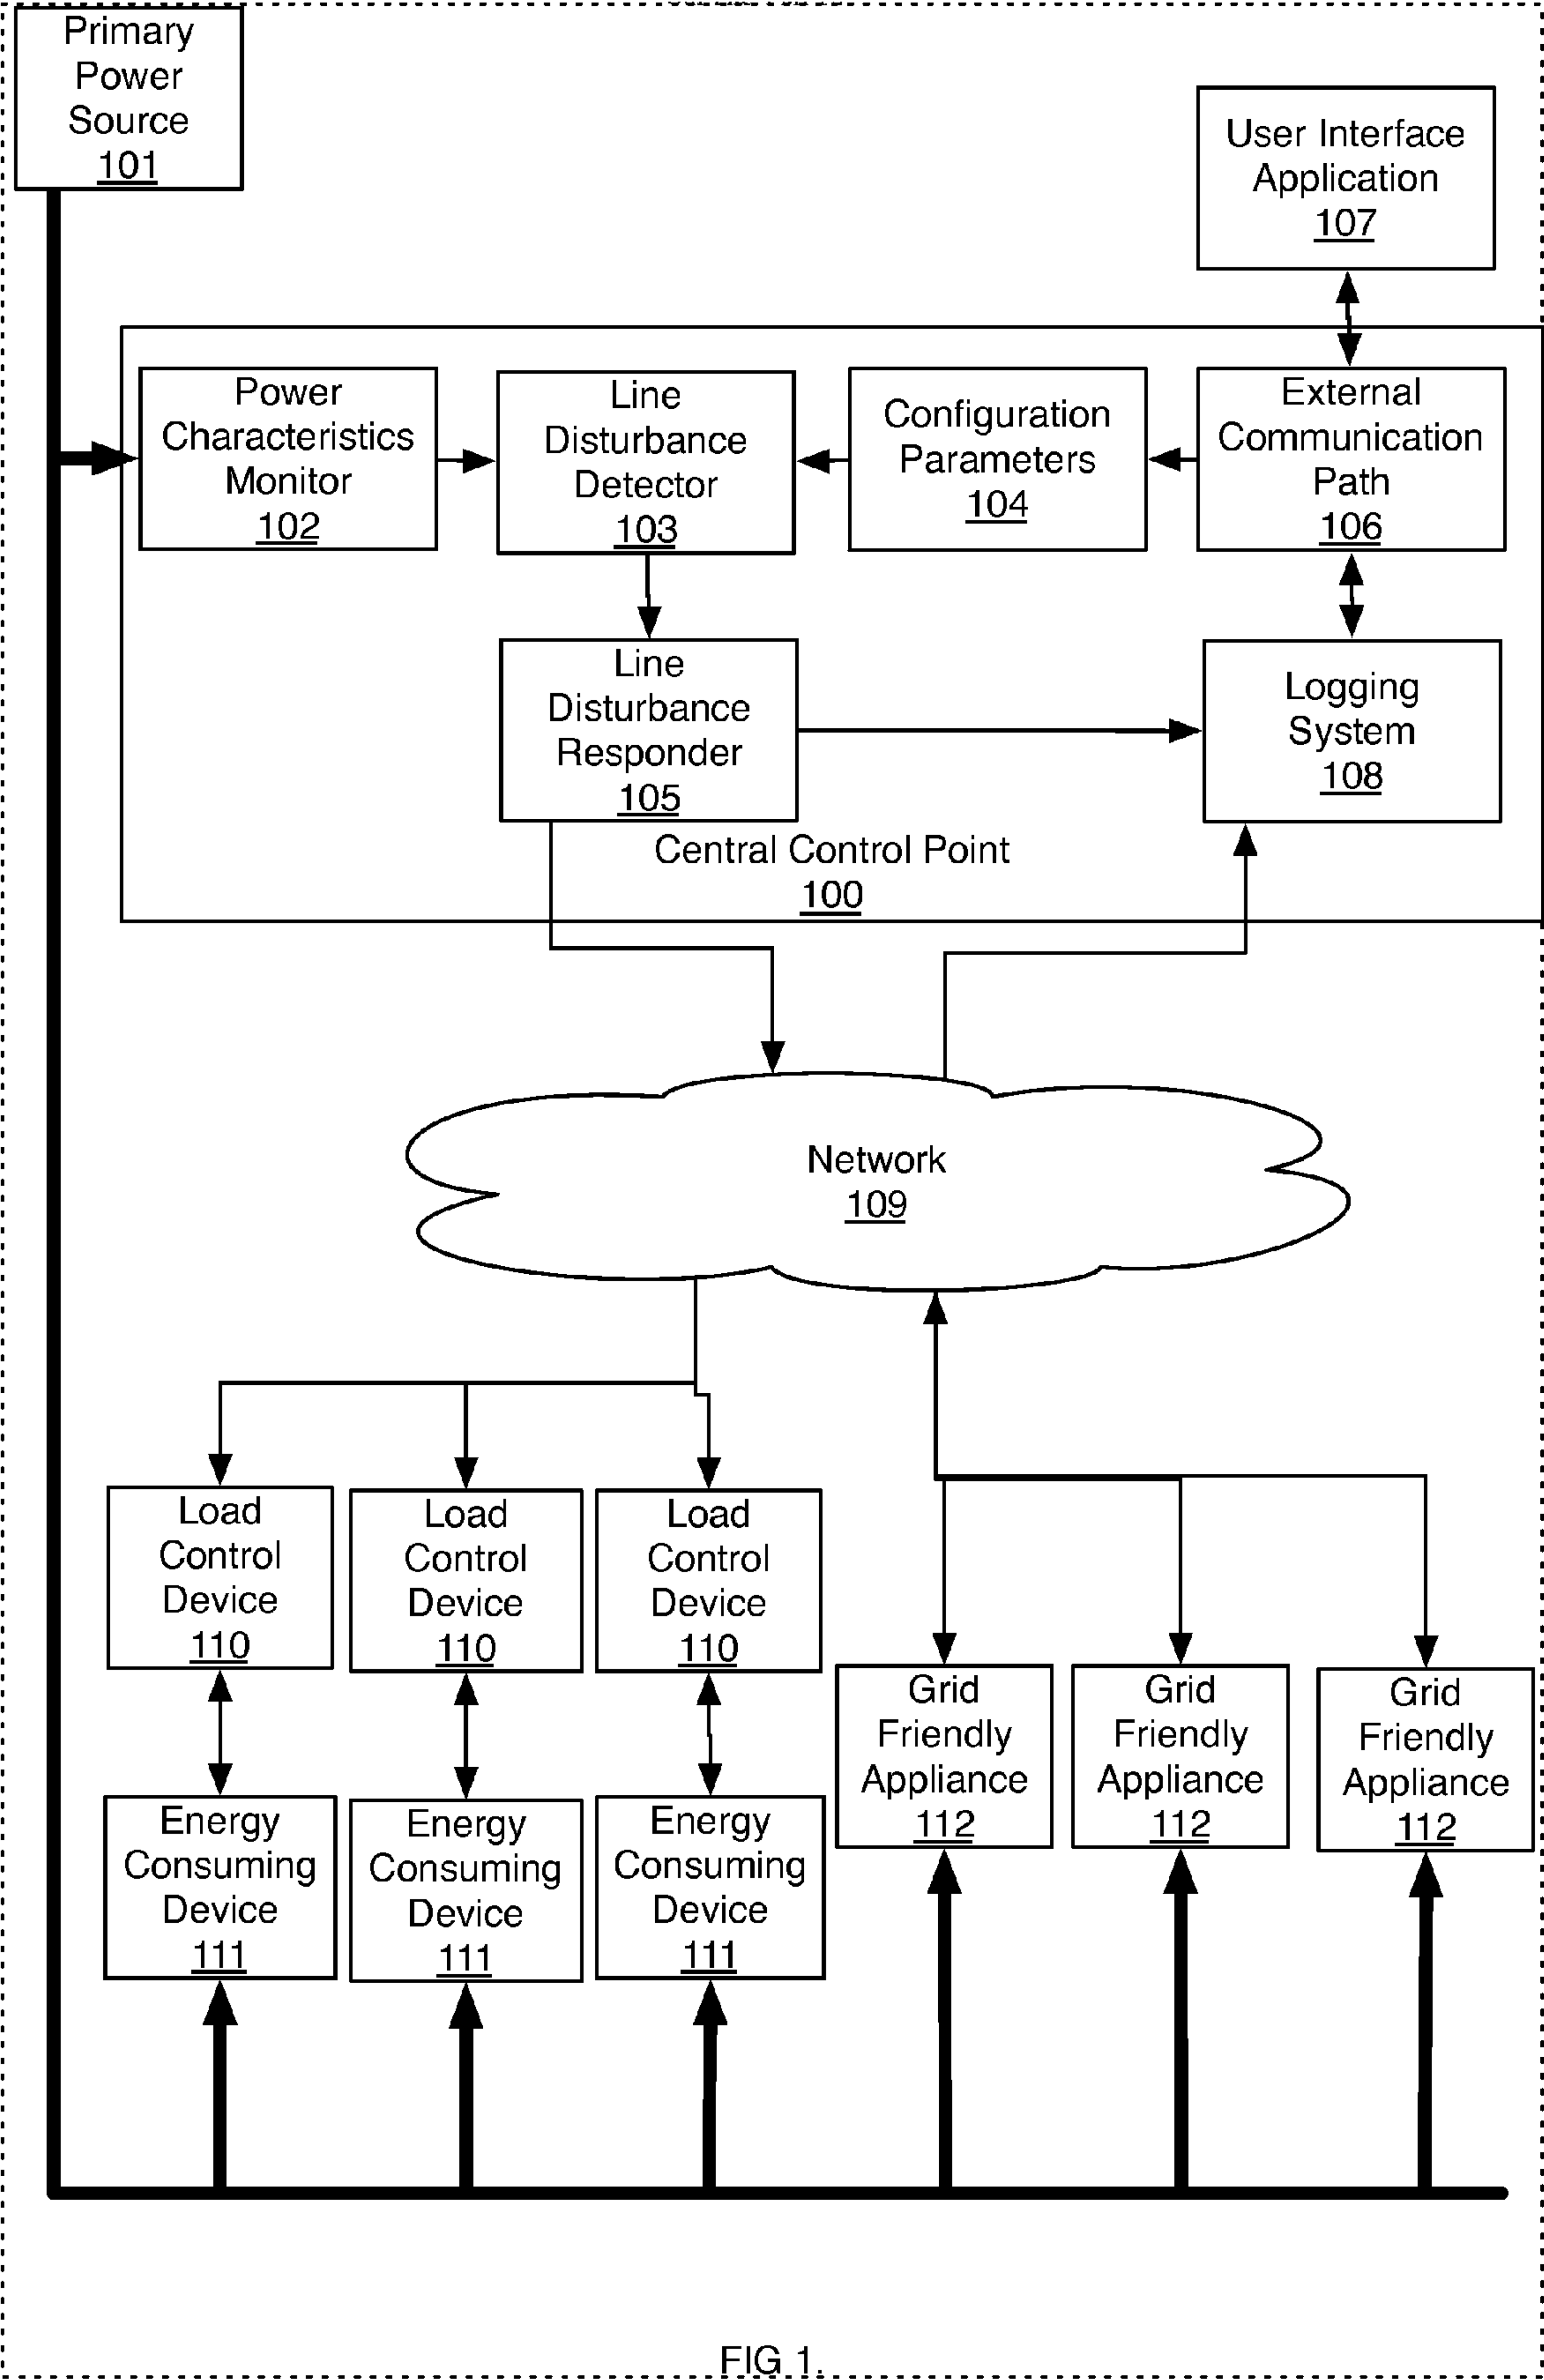 Primary
Power
Source
101
User Interface
Application
107
Power
Characteristics
Monitor
102
Line
Disturbance
Detector
103
Configuration
Parameters
104
External
Communication
Path
106
Line
Disturbance
Responder
105
Logging
System
108
Central Control Point
100
Network
109
Load
Control
Device
110
Load
Control
Device
110
Load
Control
Device
110
Grid
Friendly
Appliance
112
Grid
Friendly
Appliance
112
Grid
Friendly
Appliance
112
Energy
Consuming
Device
111
Energy
Consuming
Device
111
Energy
Consuming
Device
111
FIG 1.